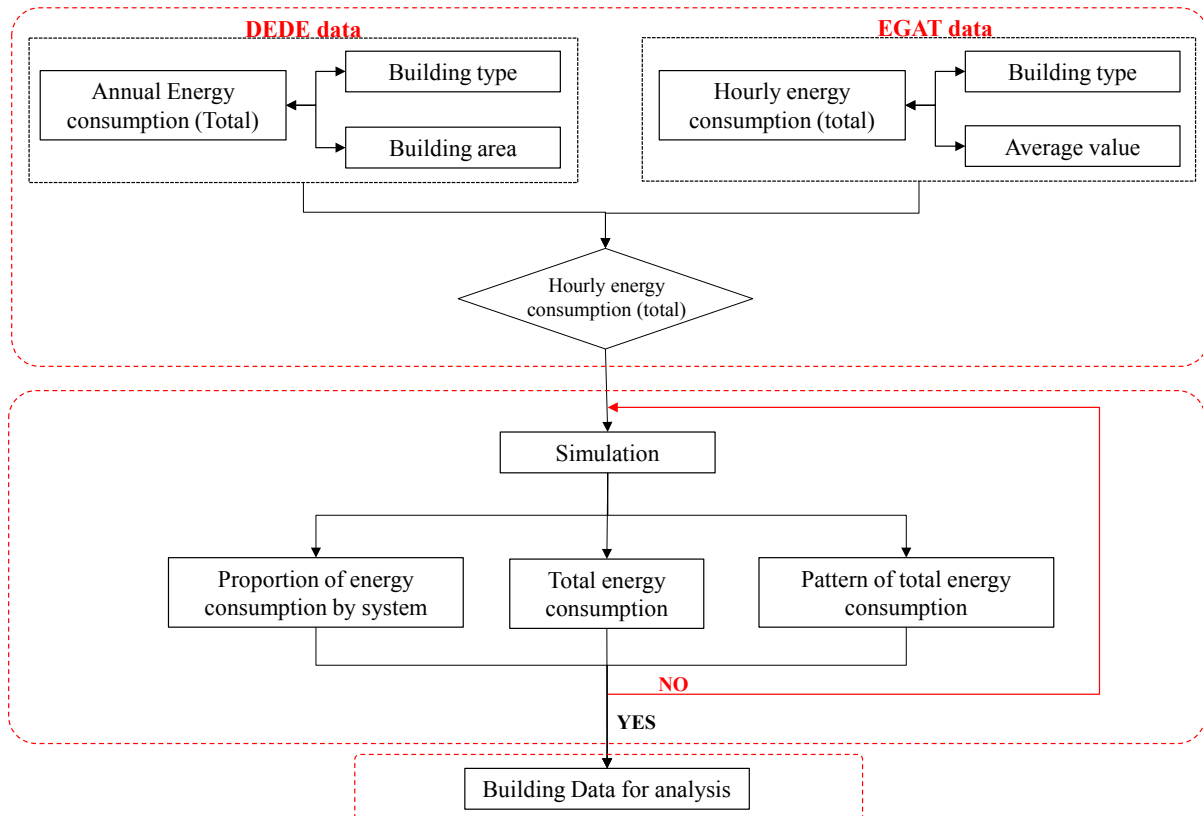 DEDE data
Annual Energy
consumption (Total)
Building type
Building area
EGAT data
Hourly energy
consumption (total)
Building type
Average value
Hourly energy
consumption (total)
Simulation
Proportion of energy
consumption by system
Total energy
consumption
Pattern of total energy
consumption
NO
YES
Building Data for analysis